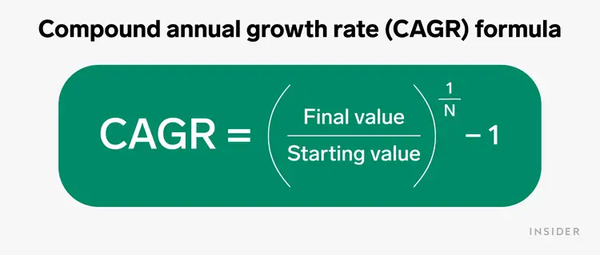 Compound annual growth rate (CAGR) formula
CAGR = (Final value / Starting value)^(1/N) – 1
INSIDER